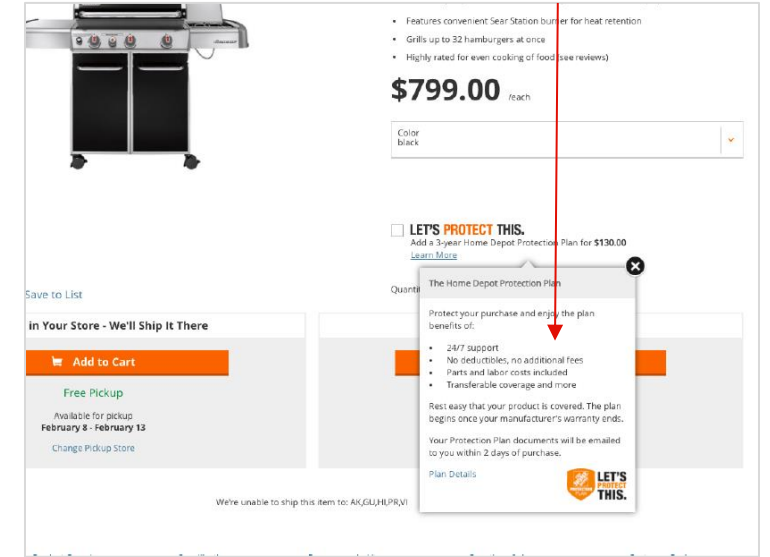 Features convenient Sear Station burner for heat retention
Grills up to 32 hamburgers at once
Highly rated for even cooking of food (see reviews)
$799.00 /each
Color
black
LET'S PROTECT THIS.
Add a 3-year Home Depot Protection Plan for $130.00
Learn More
Save to List
Quantit
The Home Depot Protection Plan
Protect your purchase and enjoy the plan
benefits of:
24/7 support
No deductibles, no additional fees
Parts and labor costs included
Transferable coverage and more
Rest easy that your product is covered. The plan
begins once your manufacturer's warranty ends.
Your Protection Plan documents will be emailed
to you within 2 days of purchase.
Plan Details
LET'S
PROTECT
THIS.
in Your Store - We'll Ship It There
Add to Cart
Free Pickup
Available for pickup
February 8 - February 13
Change Pickup Store
We're unable to ship this item to: AK,GU,HI,PR,VI